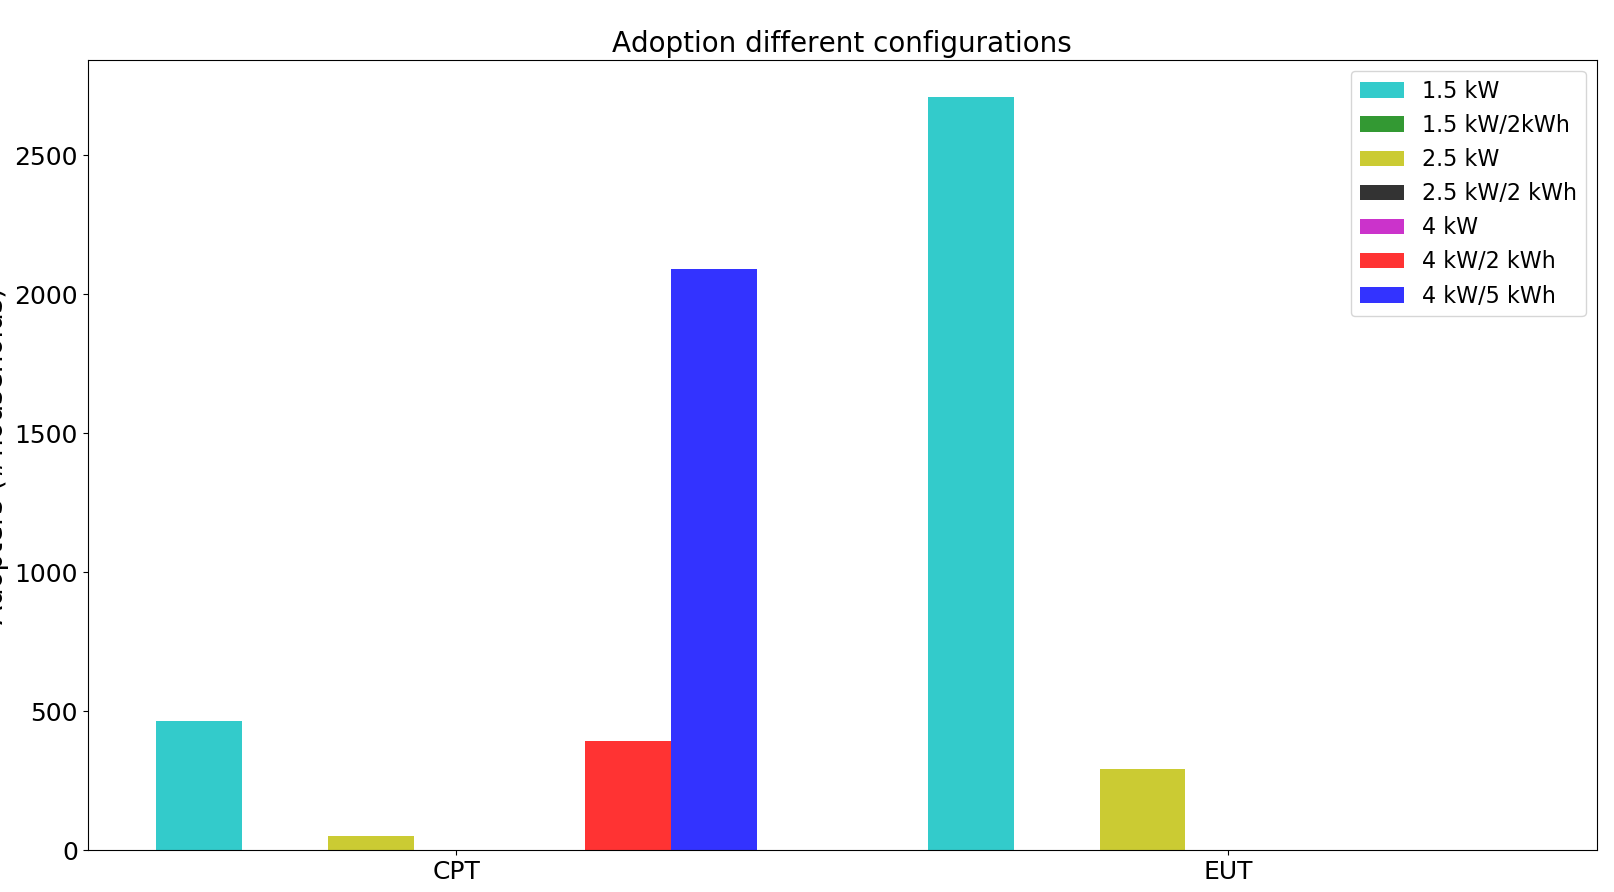 Adoption different configurations
1.5 kW
1.5 kW/2kWh
2.5 kW
2.5 kW/2 kWh
4 kW
4 kW/2 kWh
4 kW/5 kWh
2500
2000
1500
1000
500
0
CPT
EUT